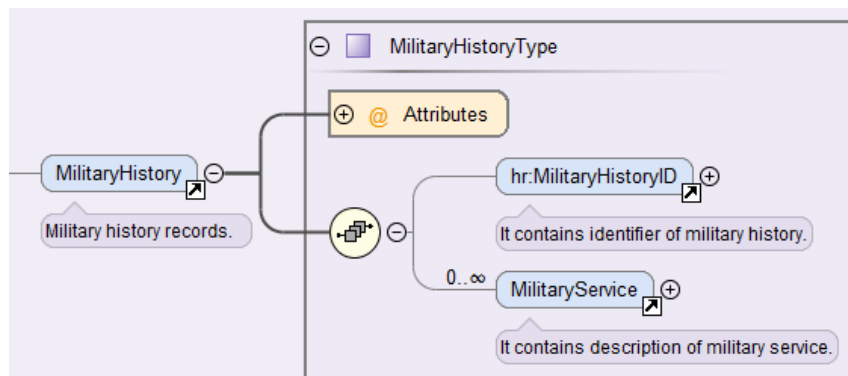 MilitaryHistoryType
@ Attributes
MilitaryHistory
hr:MilitaryHistoryID
Military history records.
It contains identifier of military history.
0..∞
MilitaryService
It contains description of military service.